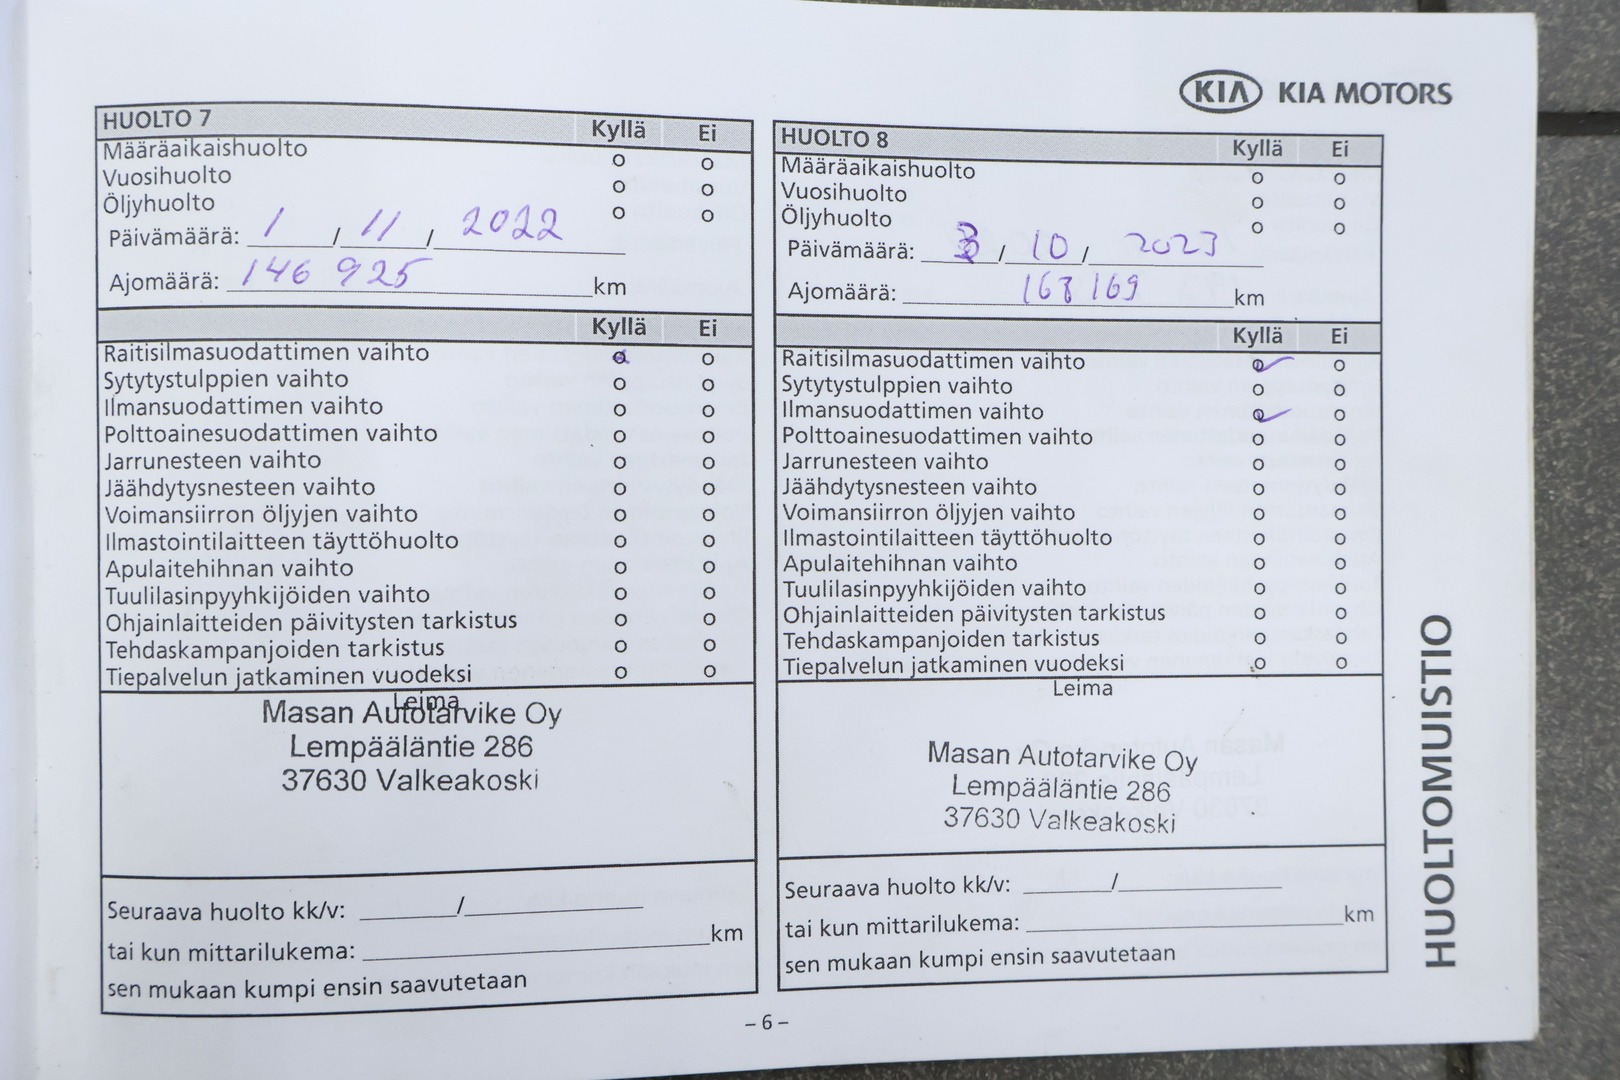 KIA KIA MOTORS
HUOLTO 7 Kyllä Ei
Määräaikaishuolto o o
Vuosihuolto o o
Öljyhuolto o o
Päivämäärä: 1 / 11 / 2022
Ajomäärä: 146 925 km
Kyllä Ei
Raitisilmasuodattimen vaihto o o
Sytytystulppien vaihto o o
Ilmansuodattimen vaihto o o
Polttoainesuodattimen vaihto o o
Jarrunesteen vaihto o o
Jäähdytysnesteen vaihto o o
Voimansiirron öljyjen vaihto o o
Ilmastointilaitteen täyttöhuolto o o
Apulaitehihnan vaihto o o
Tuulilasinpyyhkijöiden vaihto o o
Ohjainlaitteiden päivitysten tarkistus o o
Tehdaskampanjoiden tarkistus o o
Tiepalvelun jatkaminen vuodeksi o o
Leima
Masan Autotarvike Oy
Lempääläntie 286
37630 Valkeakoski
Seuraava huolto kk/v: ______/____________
tai kun mittarilukema: ____________ km
sen mukaan kumpi ensin saavutetaan
HUOLTO 8 Kyllä Ei
Määräaikaishuolto o o
Vuosihuolto o o
Öljyhuolto o o
Päivämäärä: 3 / 10 / 2023
Ajomäärä: 168 169 km
Kyllä Ei
Raitisilmasuodattimen vaihto o o
Sytytystulppien vaihto o o
Ilmansuodattimen vaihto o o
Polttoainesuodattimen vaihto o o
Jarrunesteen vaihto o o
Jäähdytysnesteen vaihto o o
Voimansiirron öljyjen vaihto o o
Ilmastointilaitteen täyttöhuolto o o
Apulaitehihnan vaihto o o
Tuulilasinpyyhkijöiden vaihto o o
Ohjainlaitteiden päivitysten tarkistus o o
Tehdaskampanjoiden tarkistus o o
Tiepalvelun jatkaminen vuodeksi o o
Leima
Masan Autotarvike Oy
Lempääläntie 286
37630 Valkeakoski
Seuraava huolto kk/v: ______/____________
tai kun mittarilukema: ____________ km
sen mukaan kumpi ensin saavutetaan
HUOLTOMUISTIO
– 6 –